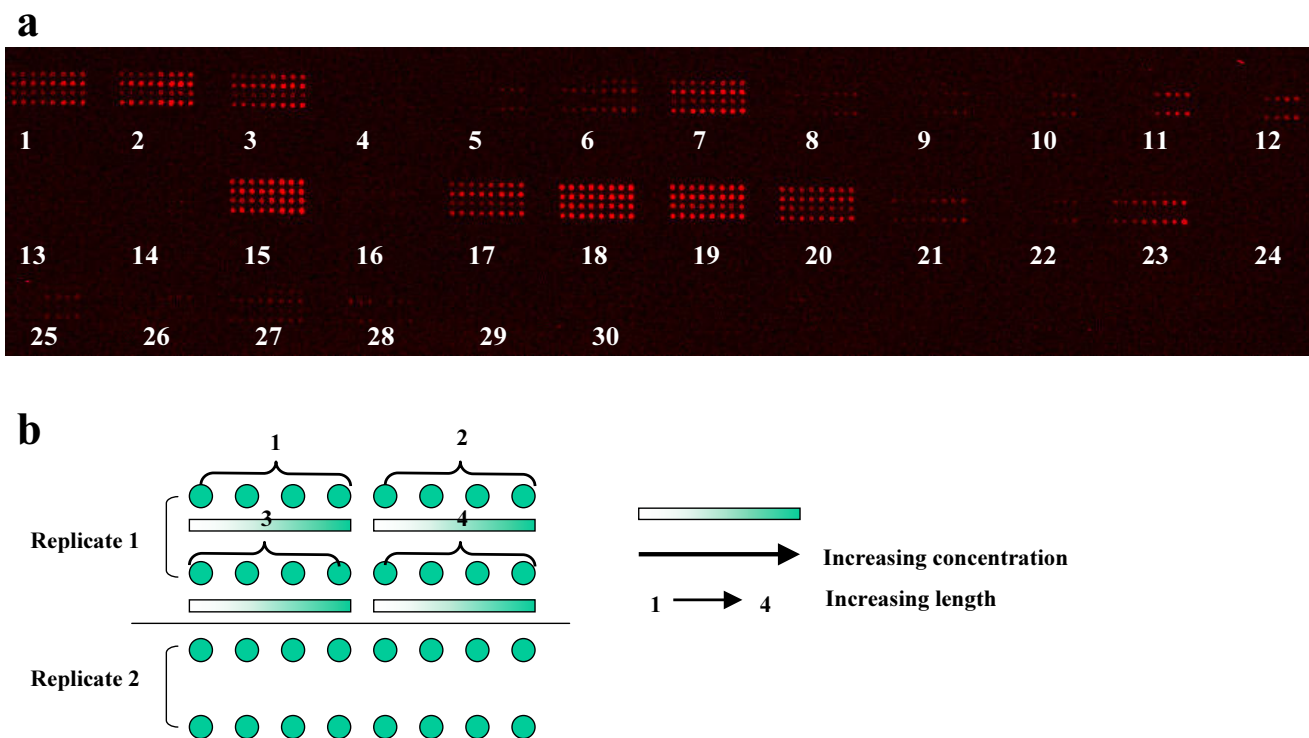 a
1 2 3 4 5 6 7 8 9 10 11 12
13 14 15 16 17 18 19 20 21 22 23 24
25 26 27 28 29 30
b
1 2
Replicate 1
3 4
Increasing concentration
1 4 Increasing length
Replicate 2